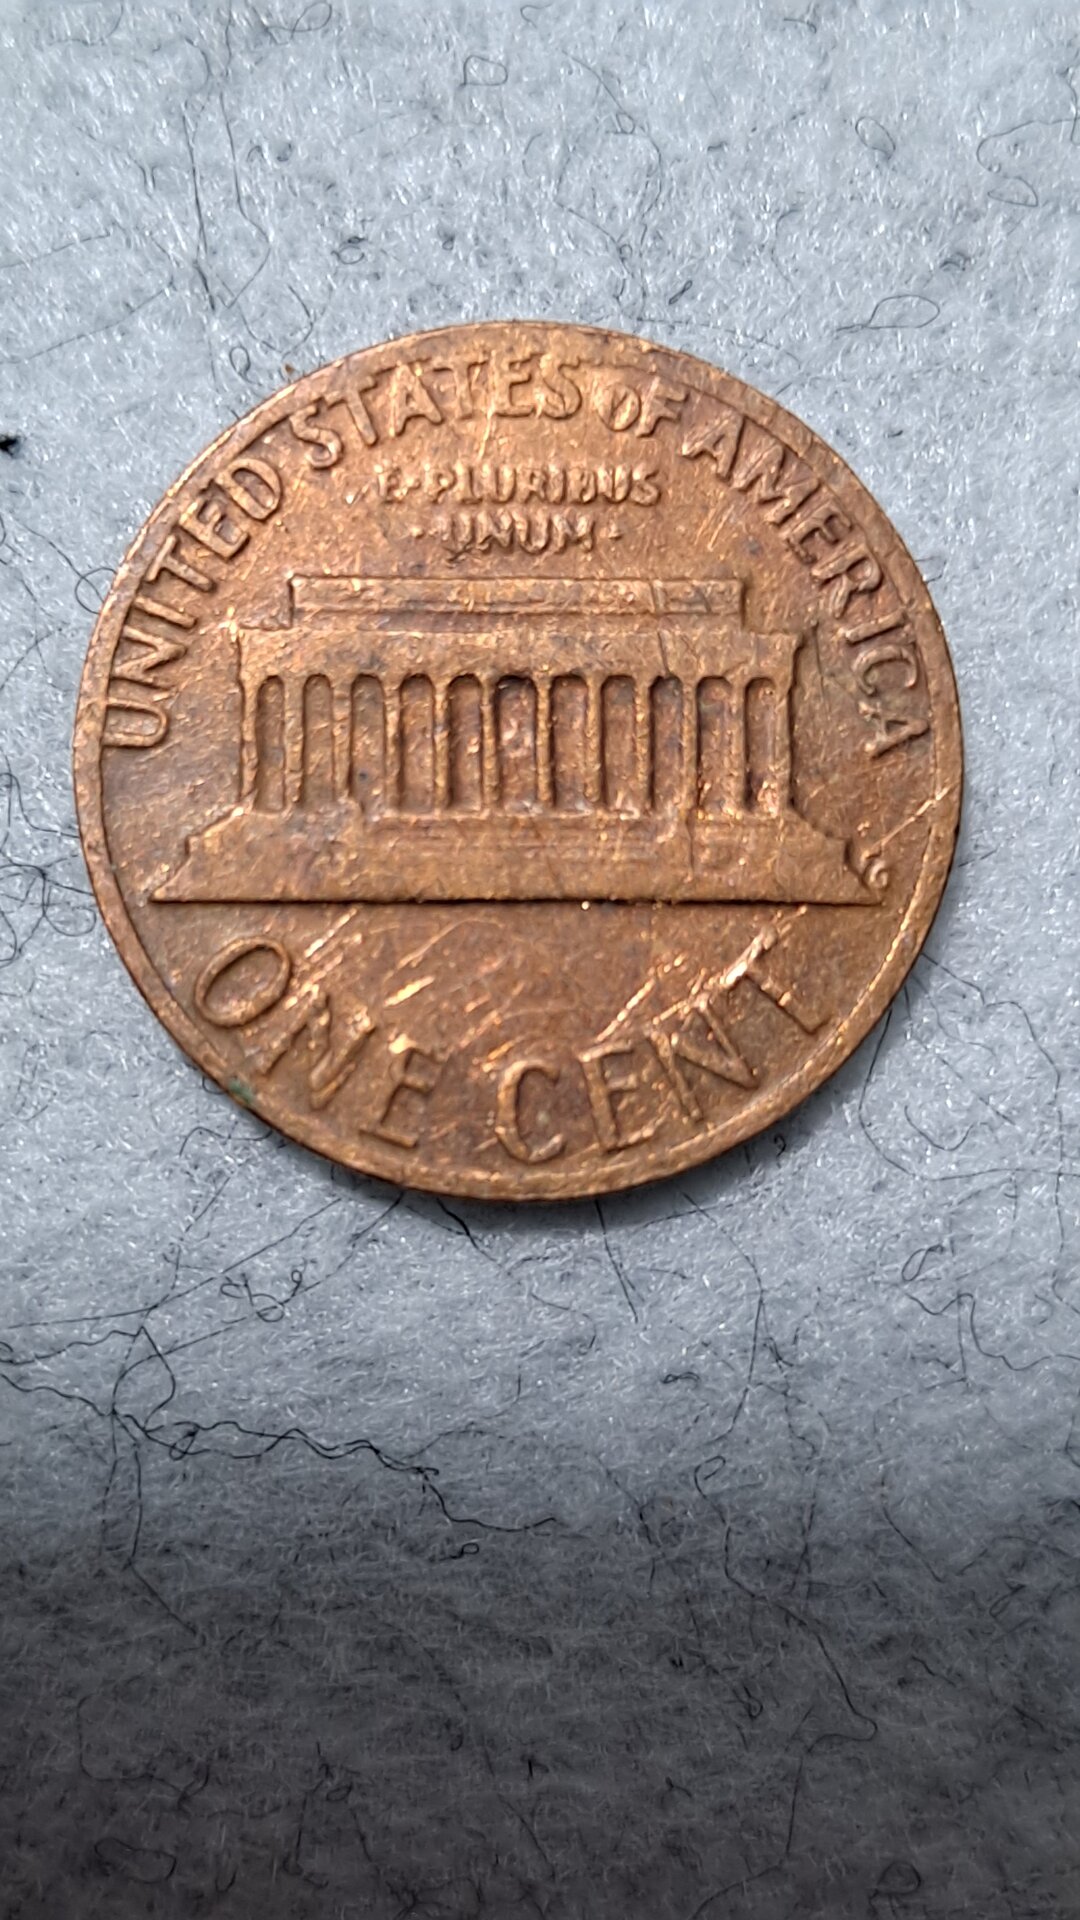 UNITED STATES OF AMERICA
E·PLURIBUS
·UNUM·
ONE CENT